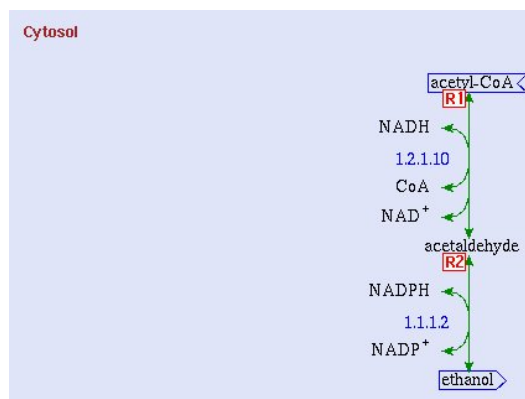 Cytosol
acetyl-CoA
R1
NADH
1.2.1.10
CoA
NAD+
acetaldehyde
R2
NADPH
1.1.1.2
NADP+
ethanol